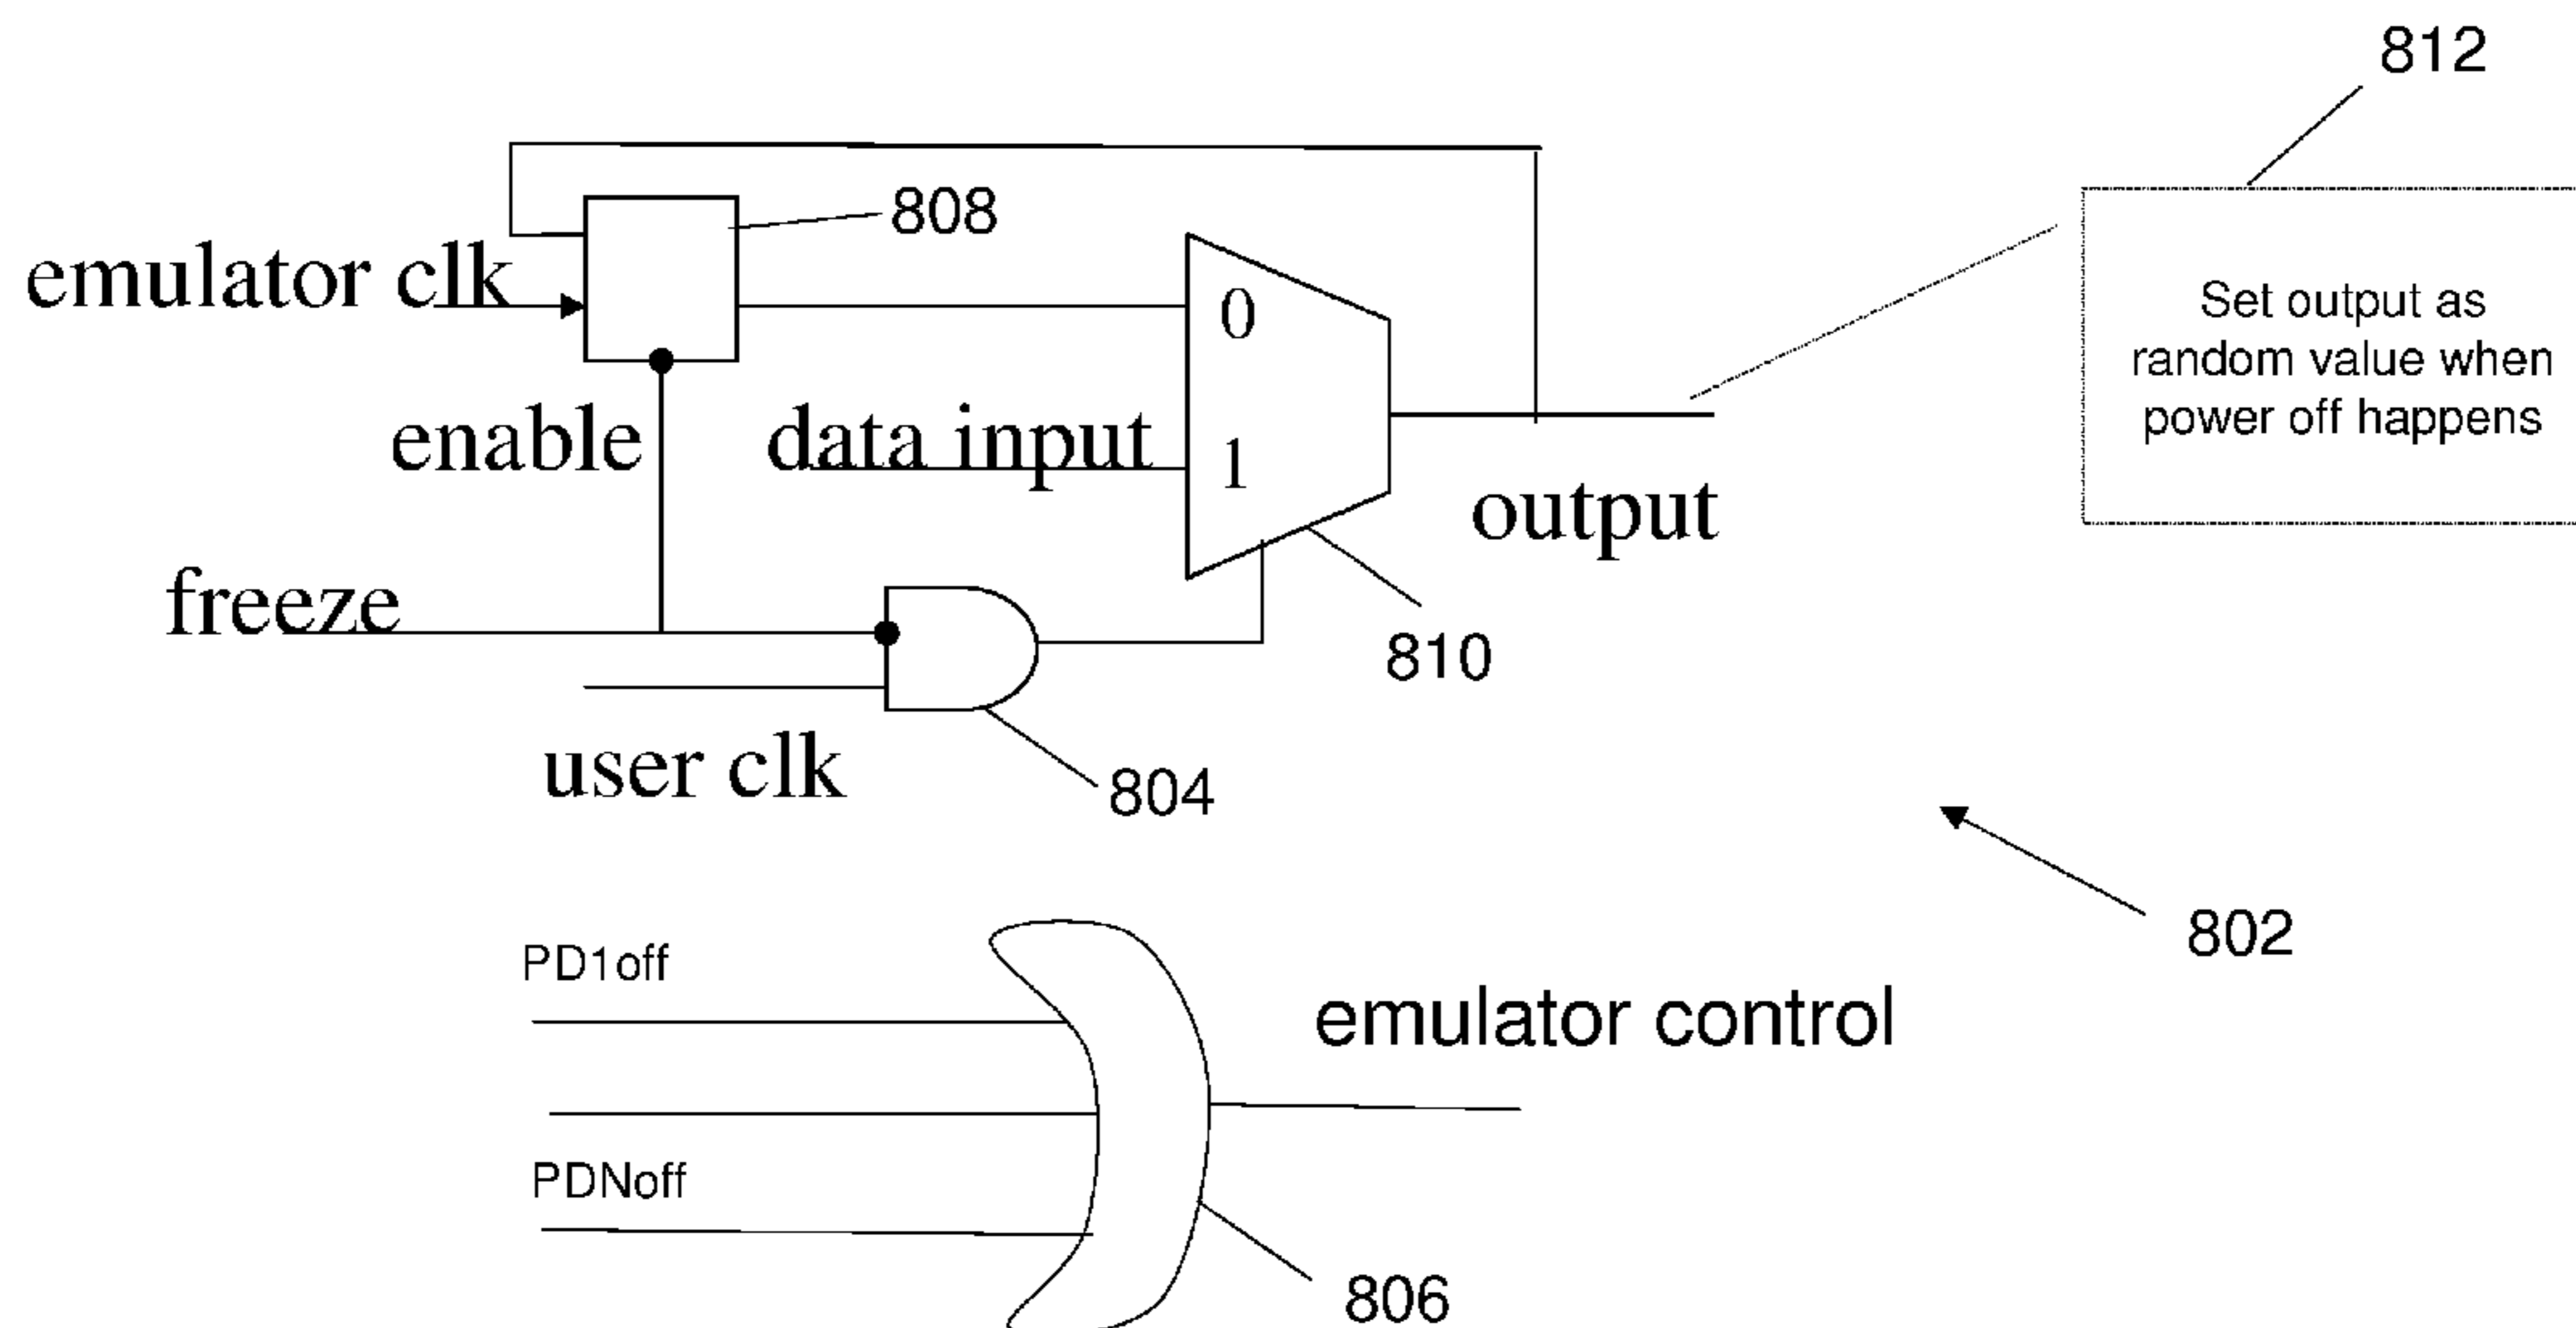 812
808
emulator clk
0
Set output as
random value when
power off happens
enable
data input
1
output
freeze
810
user clk
804
802
PD1off
emulator control
PDNoff
806